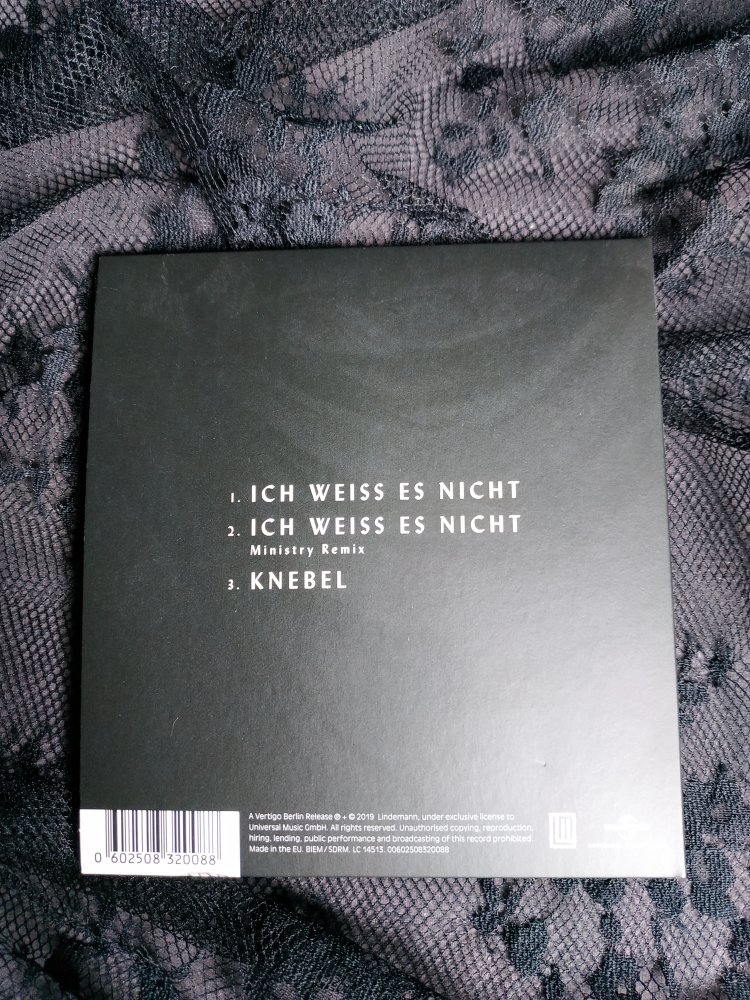 1. ICH WEISS ES NICHT
2. ICH WEISS ES NICHT
Ministry Remix
3. KNEBEL
A Vertigo Berlin Release ℗ + © 2019 Lindemann, under exclusive license to
Universal Music GmbH. All rights reserved. Unauthorised copying, reproduction,
hiring, lending, public performance and broadcasting of this record prohibited
Made in the EU. BIEM / SDRM. LC 14513. 00602508320088
0 602508 320088